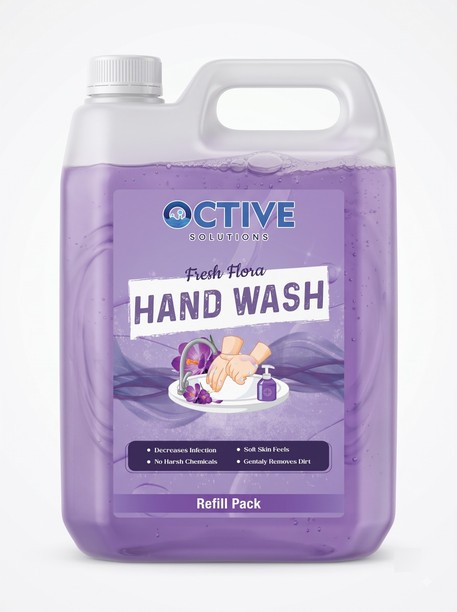 OCTIVE
SOLUTIONS
Fresh Flora
HAND WASH
• Decreases Infection • Soft Skin Feels
• No Harsh Chemicals • Gentaly Removes Dirt
Refill Pack